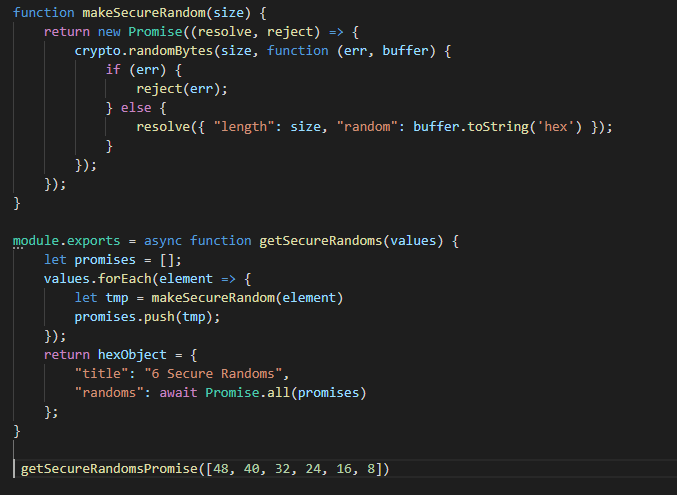 function makeSecureRandom(size) {
return new Promise((resolve, reject) => {
crypto.randomBytes(size, function (err, buffer) {
if (err) {
reject(err);
} else {
resolve({ "length": size, "random": buffer.toString('hex') });
}
});
});
}
module.exports = async function getSecureRandoms(values) {
let promises = [];
values.forEach(element => {
let tmp = makeSecureRandom(element)
promises.push(tmp);
});
return hexObject = {
"title": "6 Secure Randoms",
"randoms": await Promise.all(promises)
};
}
getSecureRandomsPromise([48, 40, 32, 24, 16, 8])